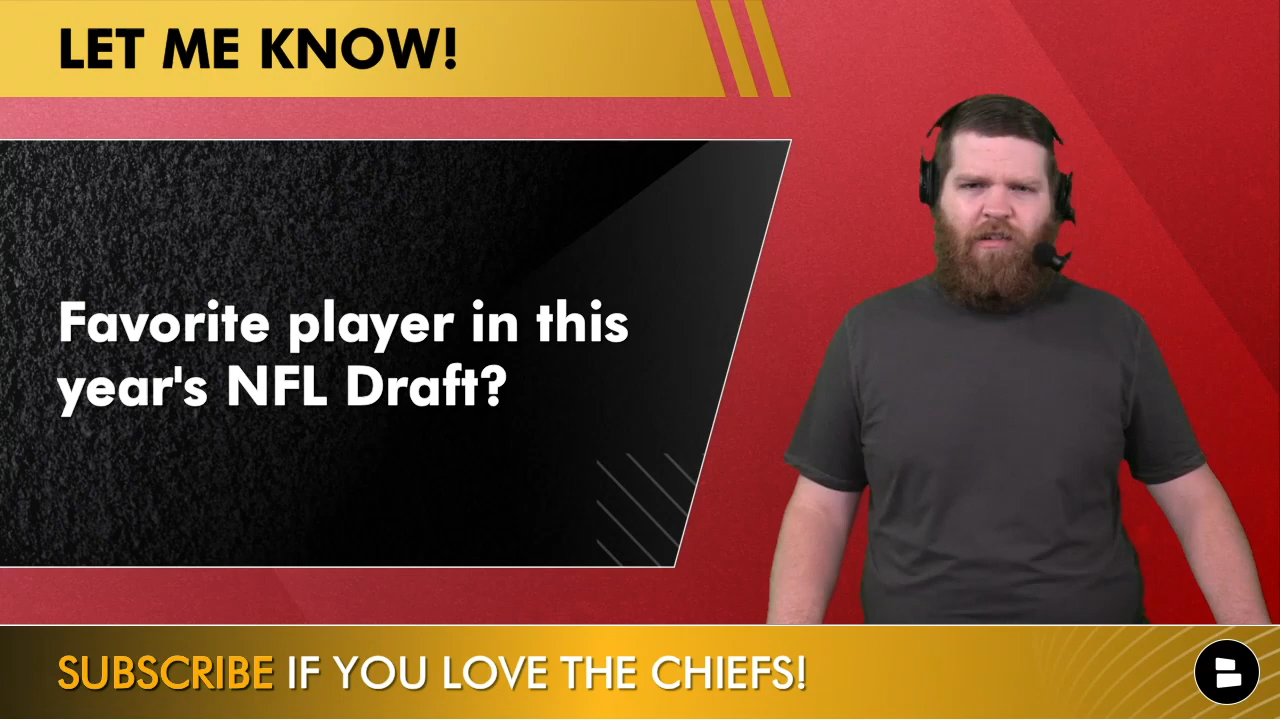 LET ME KNOW!
Favorite player in this
year's NFL Draft?
SUBSCRIBE IF YOU LOVE THE CHIEFS!